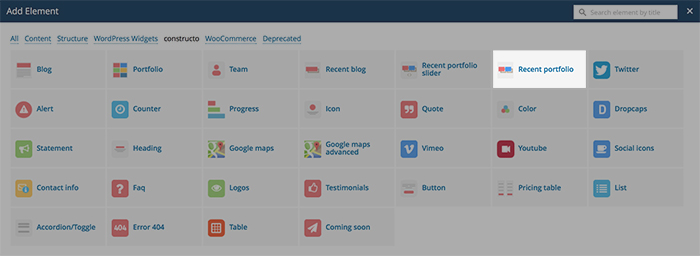 Add Element Search element by title ×
All Content Structure WordPress Widgets constructo WooCommerce Deprecated
Blog Portfolio Team Recent blog Recent portfolio slider Recent portfolio Twitter
Alert Counter Progress Icon Quote Color Dropcaps
Statement Heading Google maps Google maps advanced Vimeo Youtube Social icons
Contact info Faq Logos Testimonials Button Pricing table List
Accordion/Toggle 404 Error 404 Table Coming soon